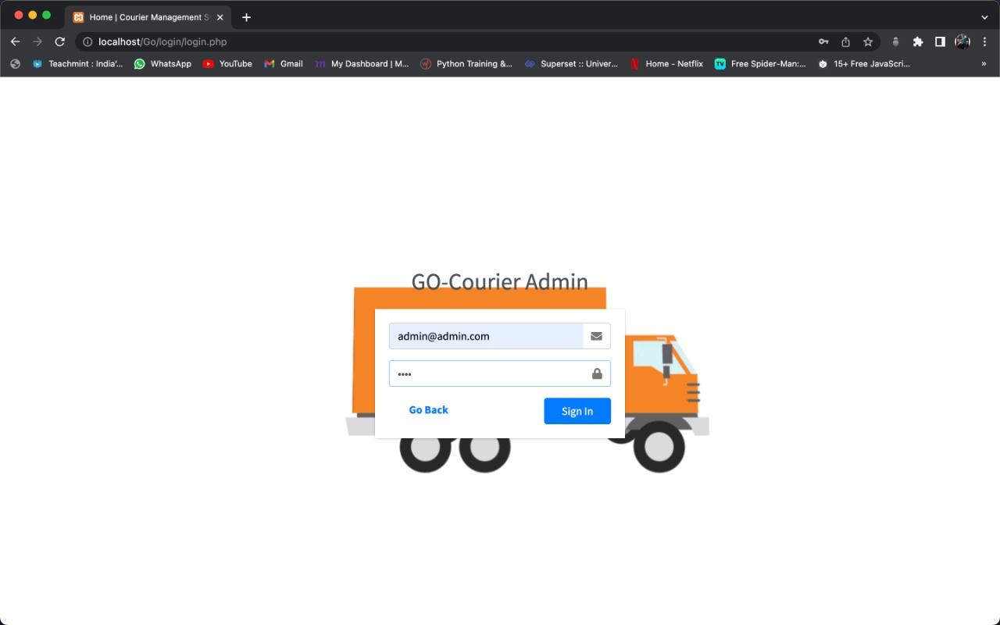 Home | Courier Management S
localhost/Go/login/login.php
Teachmint : India'... WhatsApp YouTube Gmail My Dashboard | M... Python Training &... Superset :: Univer... Home - Netflix TV Free Spider-Man:... 15+ Free JavaScri... »
GO-Courier Admin
admin@admin.com
••••
Go Back Sign In